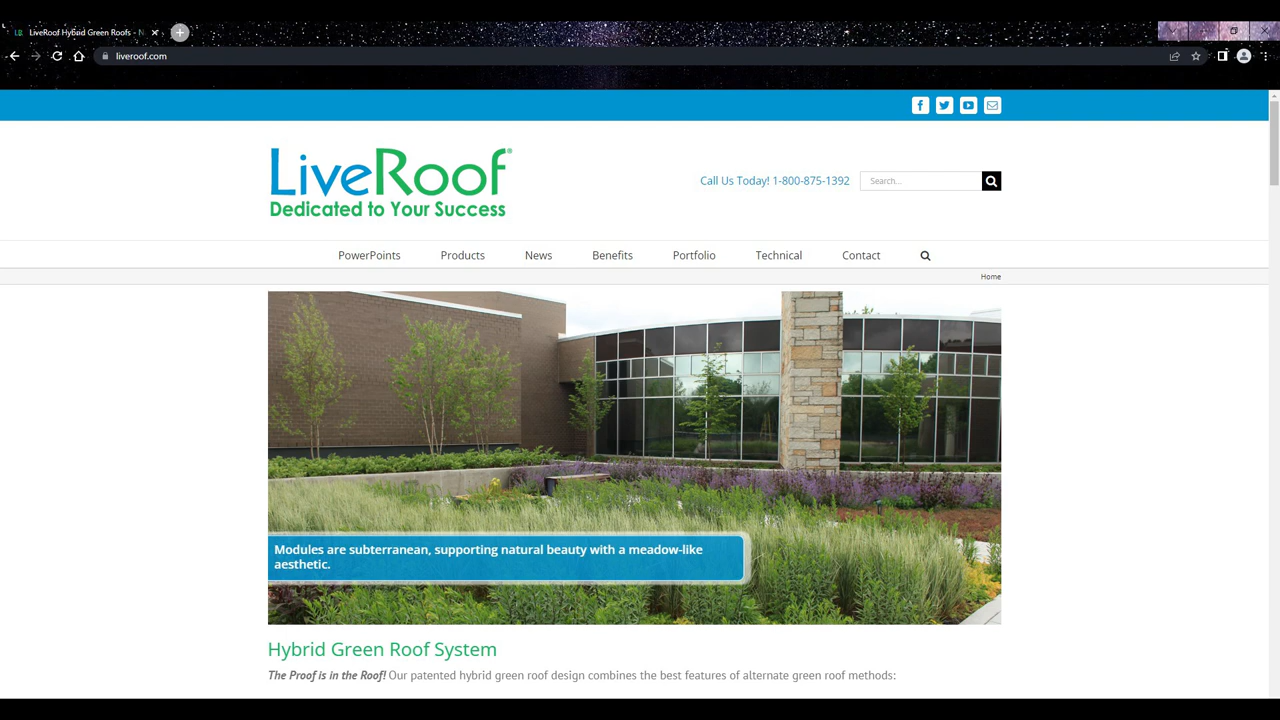 LiveRoof Hybrid Green Roofs - N
liveroof.com
LiveRoof®
Dedicated to Your Success
Call Us Today! 1-800-875-1392
Search...
PowerPoints Products News Benefits Portfolio Technical Contact
Home
Modules are subterranean, supporting natural beauty with a meadow-like
aesthetic.
Hybrid Green Roof System
The Proof is in the Roof! Our patented hybrid green roof design combines the best features of alternate green roof methods: